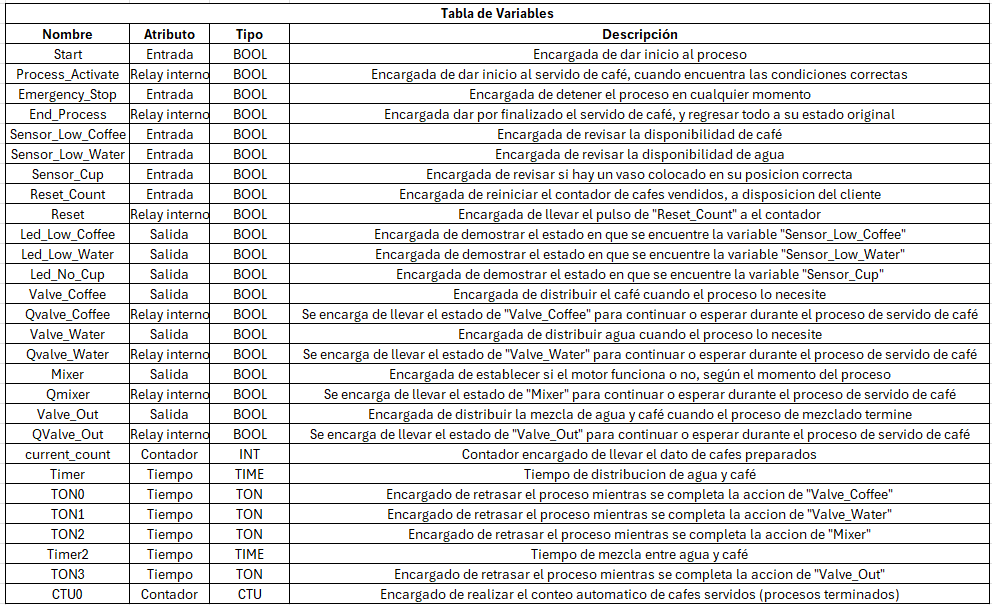 Tabla de Variables
Nombre Atributo Tipo Descripción
Start Entrada BOOL Encargada de dar inicio al proceso
Process_Activate Relay interno BOOL Encargada de dar inicio al servido de café, cuando encuentra las condiciones correctas
Emergency_Stop Entrada BOOL Encargada de detener el proceso en cualquier momento
End_Process Relay interno BOOL Encargada dar por finalizado el servido de café, y regresar todo a su estado original
Sensor_Low_Coffee Entrada BOOL Encargada de revisar la disponibilidad de café
Sensor_Low_Water Entrada BOOL Encargada de revisar la disponibilidad de agua
Sensor_Cup Entrada BOOL Encargada de revisar si hay un vaso colocado en su posicion correcta
Reset_Count Entrada BOOL Encargada de reiniciar el contador de cafes vendidos, a disposicion del cliente
Reset Relay interno BOOL Encargada de llevar el pulso de "Reset_Count" a el contador
Led_Low_Coffee Salida BOOL Encargada de demostrar el estado en que se encuentre la variable "Sensor_Low_Coffee"
Led_Low_Water Salida BOOL Encargada de demostrar el estado en que se encuentre la variable "Sensor_Low_Water"
Led_No_Cup Salida BOOL Encargada de demostrar el estado en que se encuentre la variable "Sensor_Cup"
Valve_Coffee Salida BOOL Encargada de distribuir el café cuando el proceso lo necesite
Qvalve_Coffee Relay interno BOOL Se encarga de llevar el estado de "Valve_Coffee" para continuar o esperar durante el proceso de servido de café
Valve_Water Salida BOOL Encargada de distribuir agua cuando el proceso lo necesite
Qvalve_Water Relay interno BOOL Se encarga de llevar el estado de "Valve_Water" para continuar o esperar durante el proceso de servido de café
Mixer Salida BOOL Encargada de establecer si el motor funciona o no, según el momento del proceso
Qmixer Relay interno BOOL Se encarga de llevar el estado de "Mixer" para continuar o esperar durante el proceso de servido de café
Valve_Out Salida BOOL Encargada de distribuir la mezcla de agua y café cuando el proceso de mezclado termine
QValve_Out Relay interno BOOL Se encarga de llevar el estado de "Valve_Out" para continuar o esperar durante el proceso de servido de café
current_count Contador INT Contador encargado de llevar el dato de cafes preparados
Timer Tiempo TIME Tiempo de distribucion de agua y café
TON0 Tiempo TON Encargado de retrasar el proceso mientras se completa la accion de "Valve_Coffee"
TON1 Tiempo TON Encargado de retrasar el proceso mientras se completa la accion de "Valve_Water"
TON2 Tiempo TON Encargado de retrasar el proceso mientras se completa la accion de "Mixer"
Timer2 Tiempo TIME Tiempo de mezcla entre agua y café
TON3 Tiempo TON Encargado de retrasar el proceso mientras se completa la accion de "Valve_Out"
CTU0 Contador CTU Encargado de realizar el conteo automatico de cafes servidos (procesos terminados)